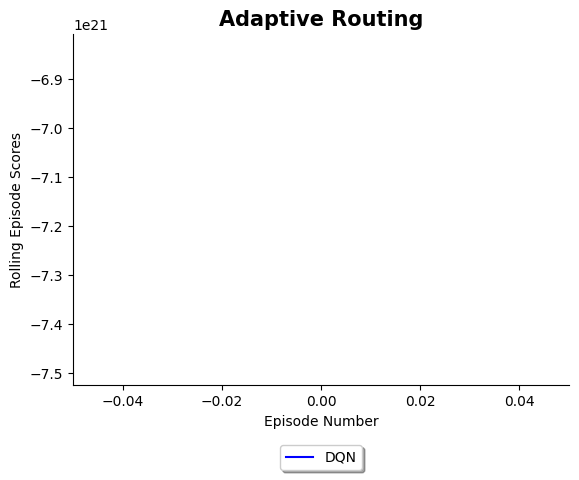 Adaptive Routing
1e21
−6.9
−7.0
−7.1
−7.2
−7.3
−7.4
−7.5
Rolling Episode Scores
−0.04 −0.02 0.00 0.02 0.04
Episode Number
DQN